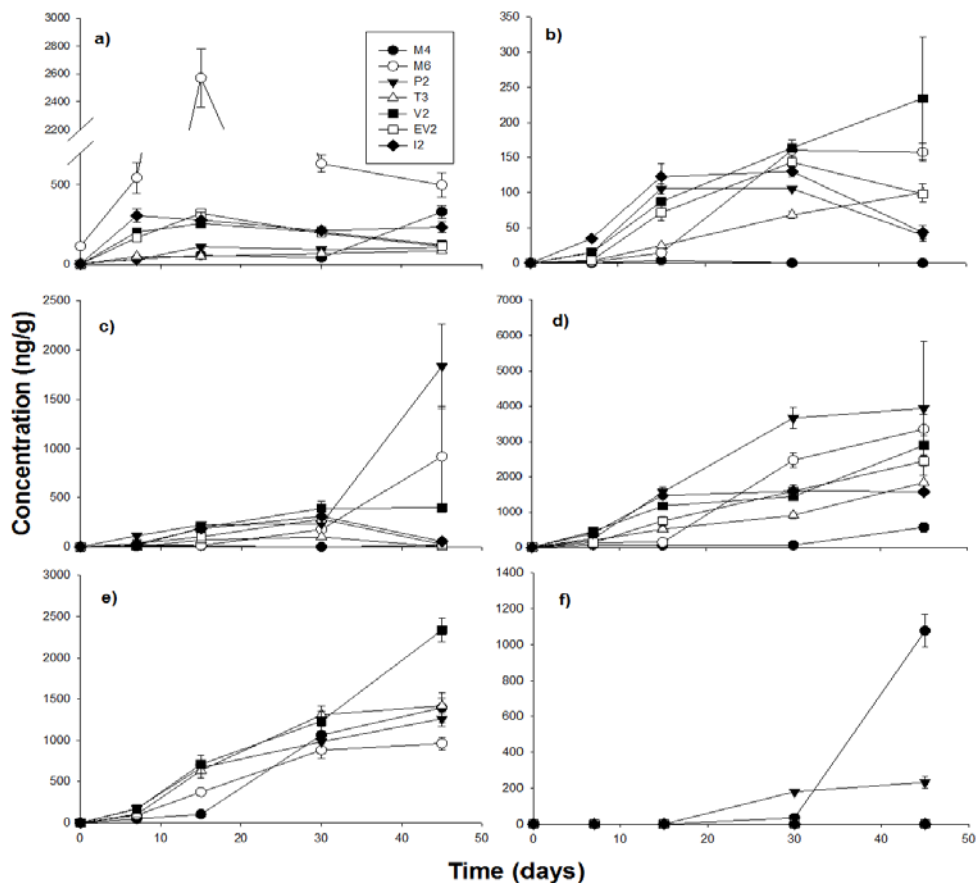 a)
3000
2800
2600
2400
2200
500
0
M4
M6
P2
T3
V2
EV2
I2
b)
350
300
250
200
150
100
50
0
Concentration (ng/g)
c)
2500
2000
1500
1000
500
0
d)
7000
6000
5000
4000
3000
2000
1000
0
e)
3000
2500
2000
1500
1000
500
0
0 10 20 30 40 50
f)
1400
1200
1000
800
600
400
200
0
0 10 20 30 40 50
Time (days)